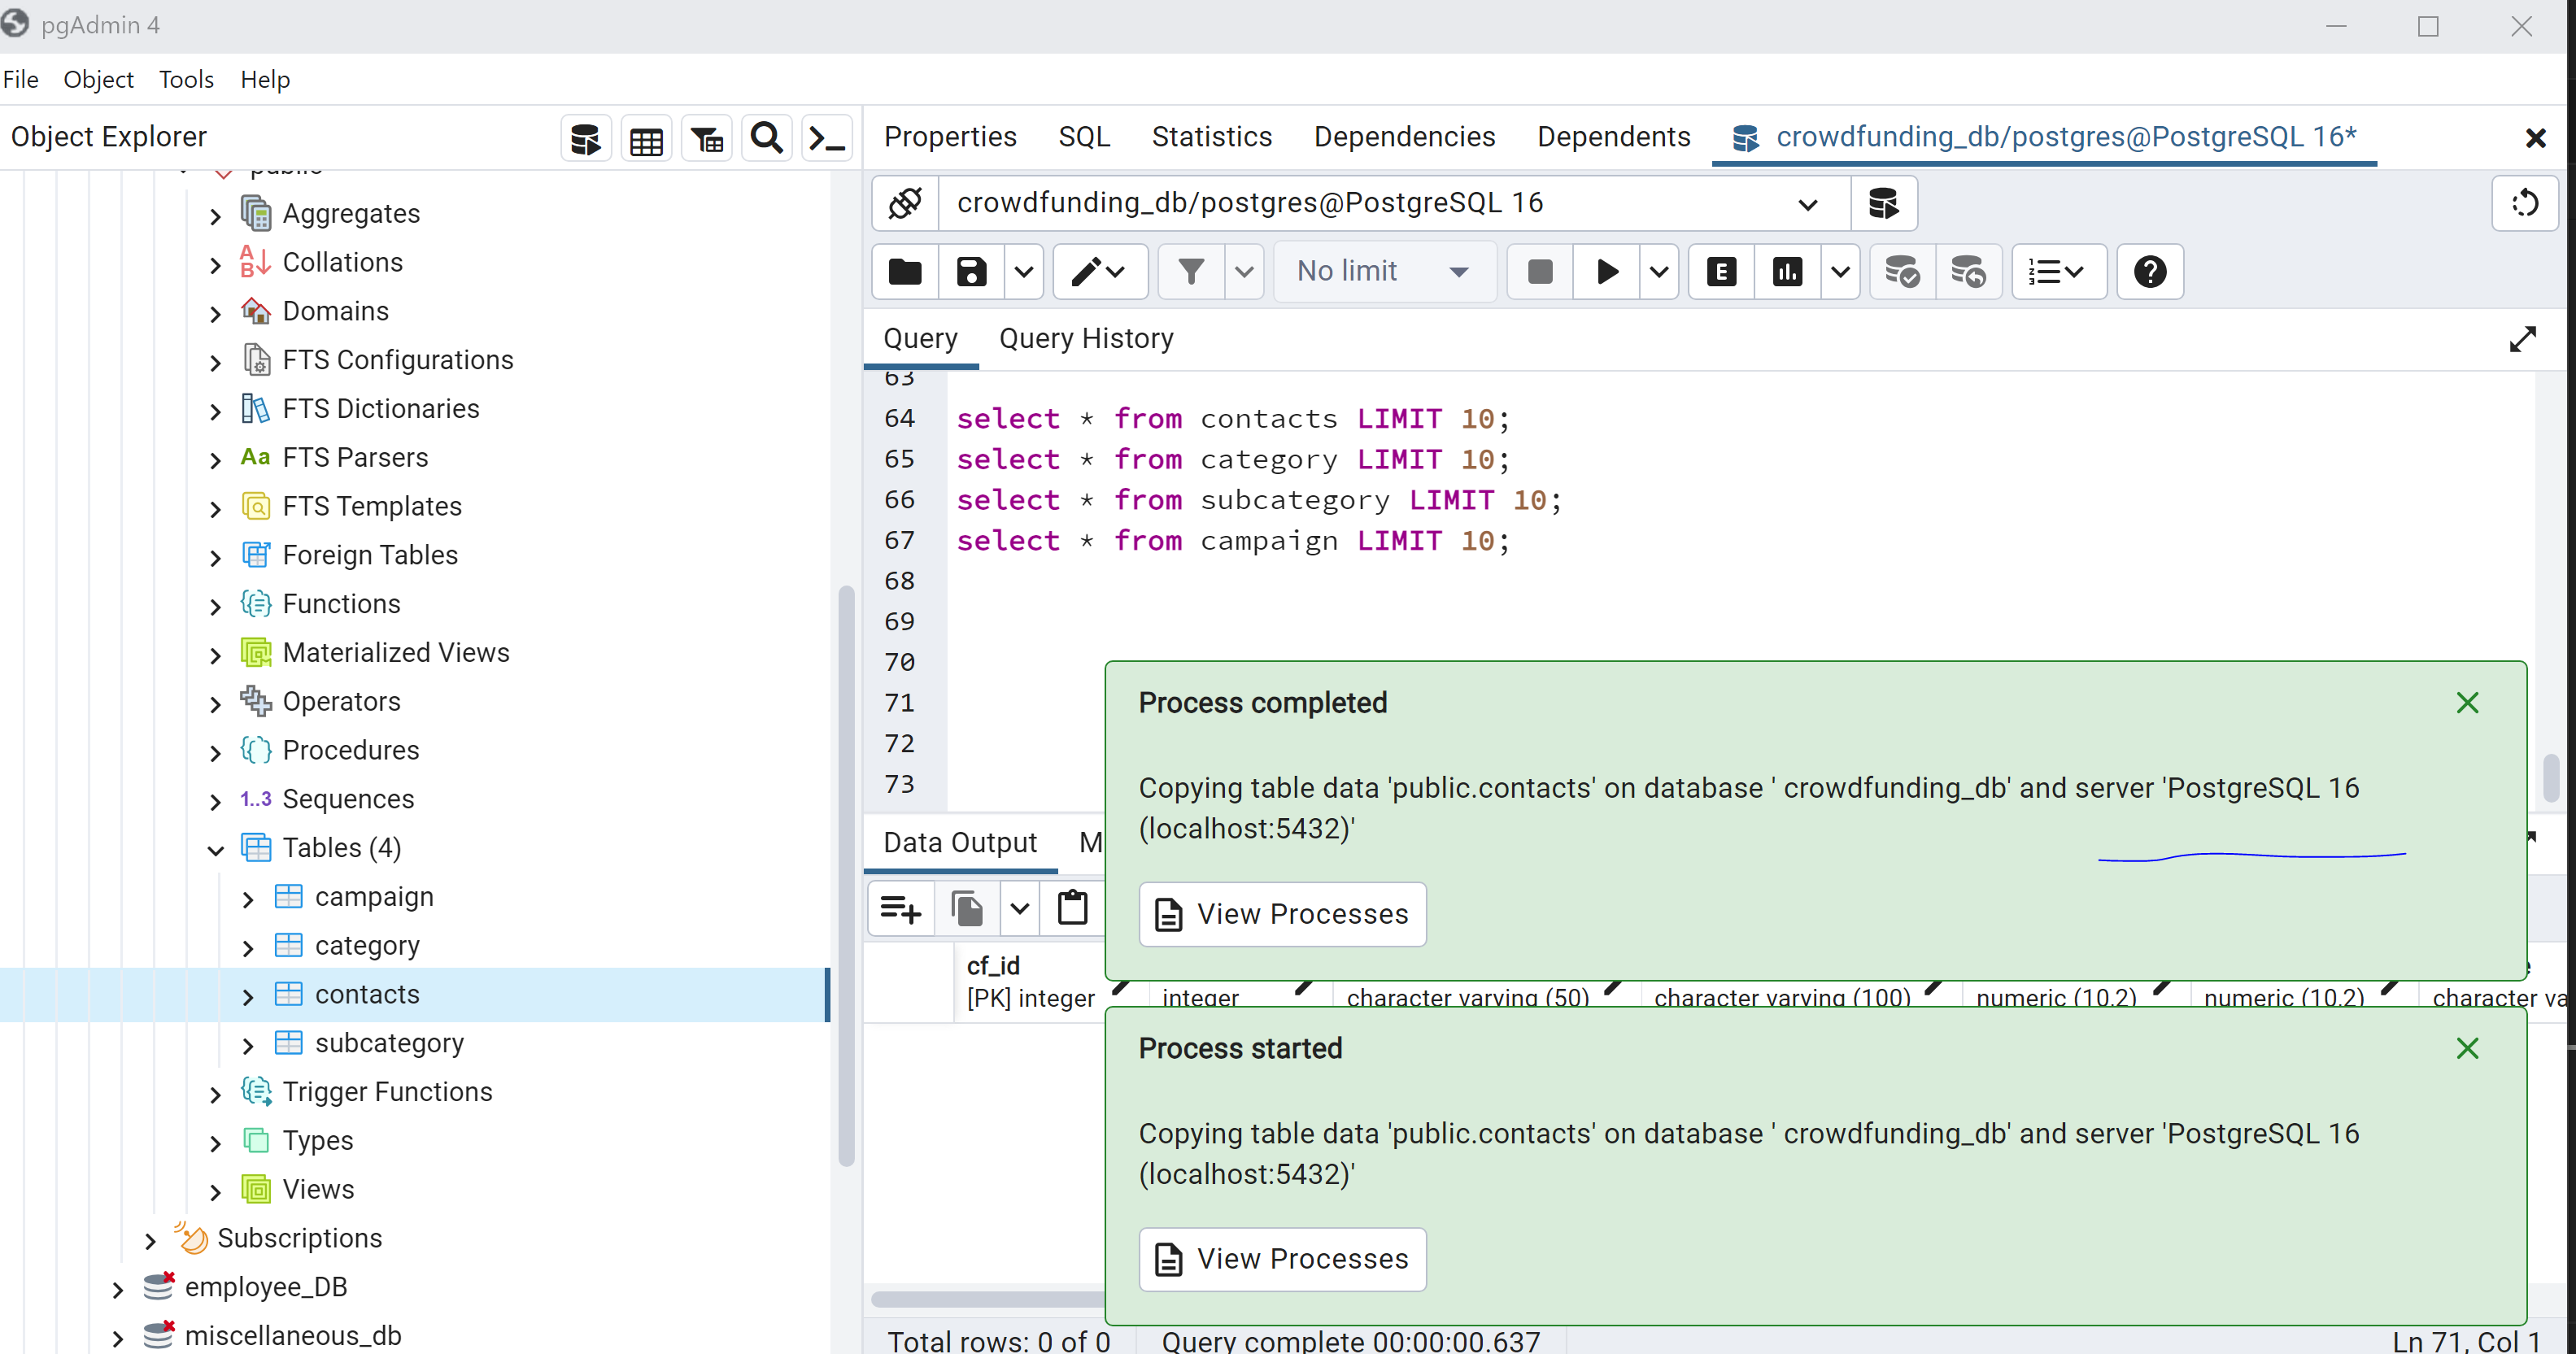 pgAdmin 4
File Object Tools Help
Object Explorer
public
Aggregates
Collations
Domains
FTS Configurations
FTS Dictionaries
Aa FTS Parsers
FTS Templates
Foreign Tables
Functions
Materialized Views
Operators
Procedures
1..3 Sequences
Tables (4)
campaign
category
contacts
subcategory
Trigger Functions
Types
Views
Subscriptions
employee_DB
miscellaneous_db
Properties SQL Statistics Dependencies Dependents crowdfunding_db/postgres@PostgreSQL 16*
crowdfunding_db/postgres@PostgreSQL 16
No limit
Query Query History
63
64 select * from contacts LIMIT 10;
65 select * from category LIMIT 10;
66 select * from subcategory LIMIT 10;
67 select * from campaign LIMIT 10;
68
69
70
71
72
73
Process completed
Copying table data 'public.contacts' on database ' crowdfunding_db' and server 'PostgreSQL 16
(localhost:5432)'
View Processes
Data Output M
cf_id
[PK] integer integer character varying (50) character varying (100) numeric (10,2) numeric (10,2) character va
Process started
Copying table data 'public.contacts' on database ' crowdfunding_db' and server 'PostgreSQL 16
(localhost:5432)'
View Processes
Total rows: 0 of 0 Query complete 00:00:00.637 Ln 71, Col 1